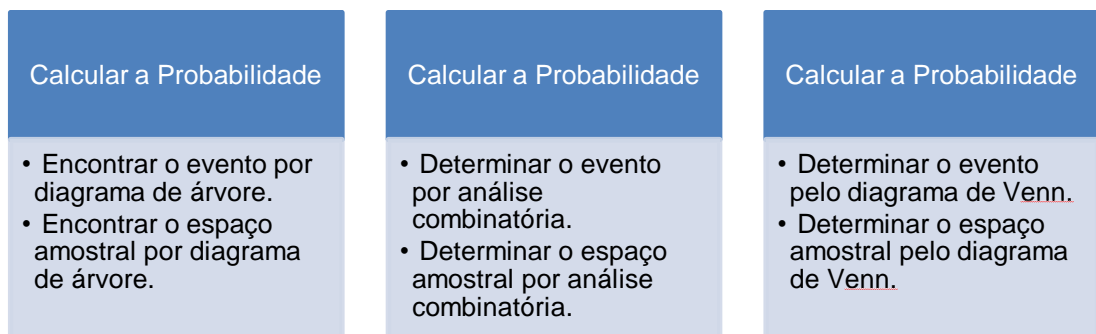 Calcular a Probabilidade
• Encontrar o evento por
diagrama de árvore.
• Encontrar o espaço
amostral por diagrama
de árvore.
Calcular a Probabilidade
• Determinar o evento
por análise
combinatória.
• Determinar o espaço
amostral por análise
combinatória.
Calcular a Probabilidade
• Determinar o evento
pelo diagrama de Venn.
• Determinar o espaço
amostral pelo diagrama
de Venn.